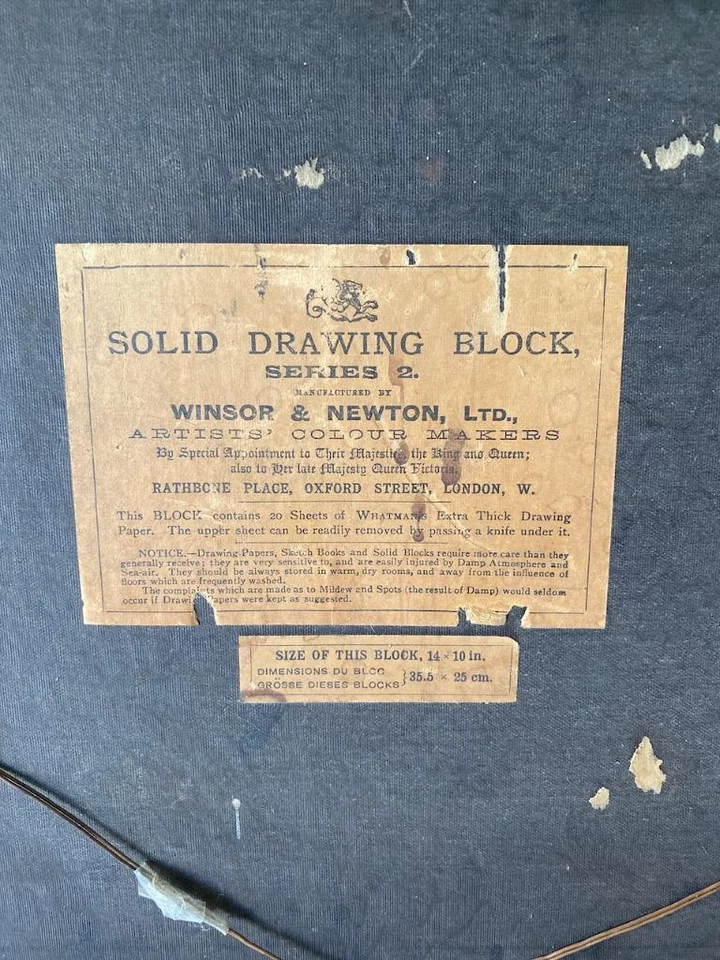 SOLID DRAWING BLOCK,
SERIES 2.
MANUFACTURED BY
WINSOR & NEWTON, LTD.,
ARTISTS' COLOUR MAKERS
By Special Appointment to Their Majesties the King and Queen;
also to Her late Majesty Queen Victoria.
RATHBONE PLACE, OXFORD STREET, LONDON, W.
This BLOCK contains 20 Sheets of WHATMAN'S Extra Thick Drawing
Paper. The upper sheet can be readily removed by passing a knife under it.
NOTICE.—Drawing Papers, Sketch Books and Solid Blocks require more care than they
generally receive; they are very sensitive to, and are easily injured by Damp Atmosphere and
Sea-air. They should be always stored in warm, dry rooms, and away from the influence of
floors which are frequently washed.
The complaints which are made as to Mildew and Spots (the result of Damp) would seldom
occur if Drawing Papers were kept as suggested.
SIZE OF THIS BLOCK, 14 × 10 in.
DIMENSIONS DU BLOC
GRÖSSE DIESES BLOCKS } 35.5 × 25 cm.